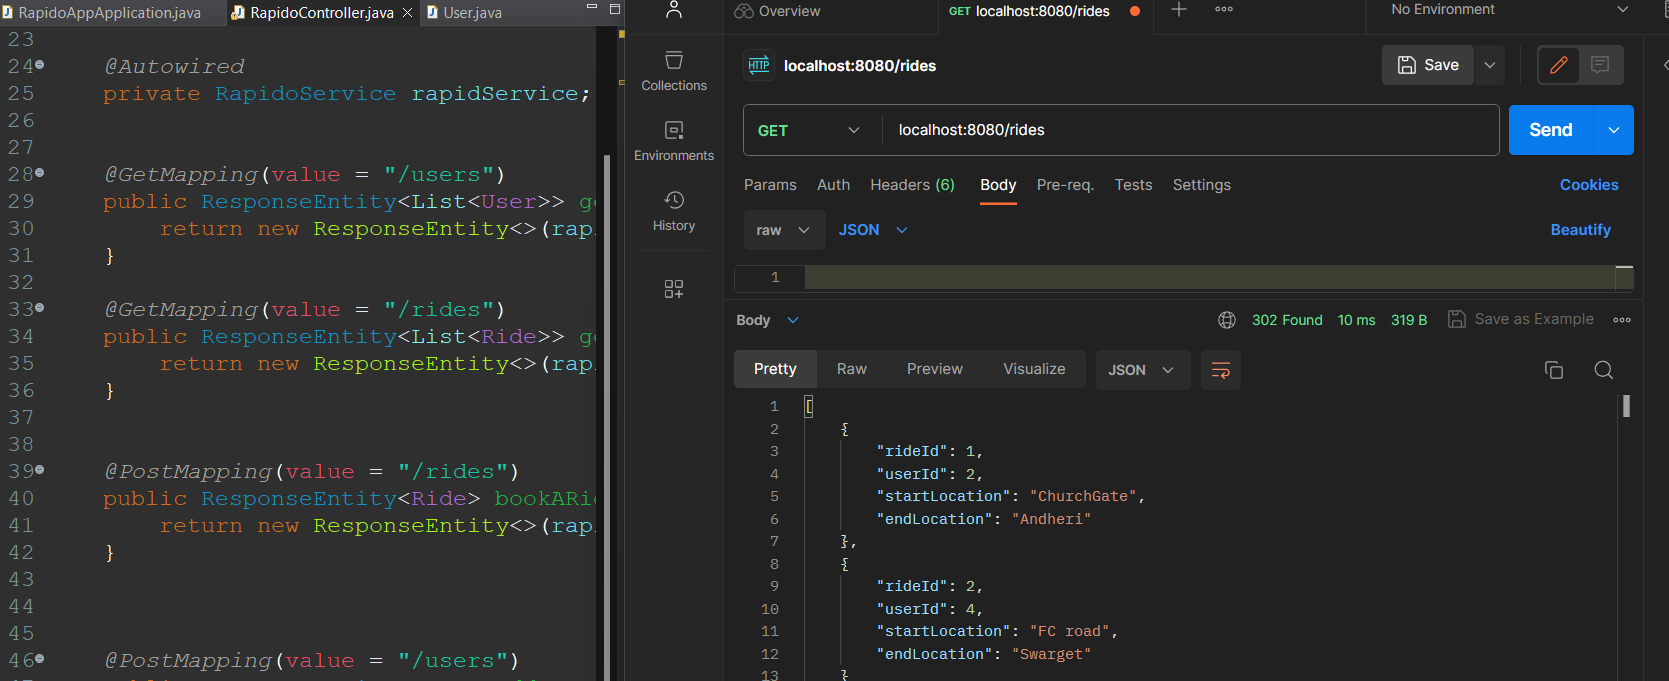 RapidoAppApplication.java
RapidoController.java
User.java
23
24 @Autowired
25 private RapidoService rapidService;
26
27
28 @GetMapping(value = "/users")
29 public ResponseEntity<List<User>> g
30 return new ResponseEntity<>(rap
31 }
32
33 @GetMapping(value = "/rides")
34 public ResponseEntity<List<Ride>> g
35 return new ResponseEntity<>(rap
36 }
37
38
39 @PostMapping(value = "/rides")
40 public ResponseEntity<Ride> bookARi
41 return new ResponseEntity<>(rap
42 }
43
44
45
46 @PostMapping(value = "/users")
Collections
Environments
History
Overview
GET localhost:8080/rides
No Environment
HTTP localhost:8080/rides
Save
GET localhost:8080/rides
Send
Params Auth Headers (6) Body Pre-req. Tests Settings
Cookies
raw JSON
Beautify
1
Body
302 Found 10 ms 319 B Save as Example
Pretty Raw Preview Visualize JSON
1 [
2 {
3 "rideId": 1,
4 "userId": 2,
5 "startLocation": "ChurchGate",
6 "endLocation": "Andheri"
7 },
8 {
9 "rideId": 2,
10 "userId": 4,
11 "startLocation": "FC road",
12 "endLocation": "Swarget"
13 }